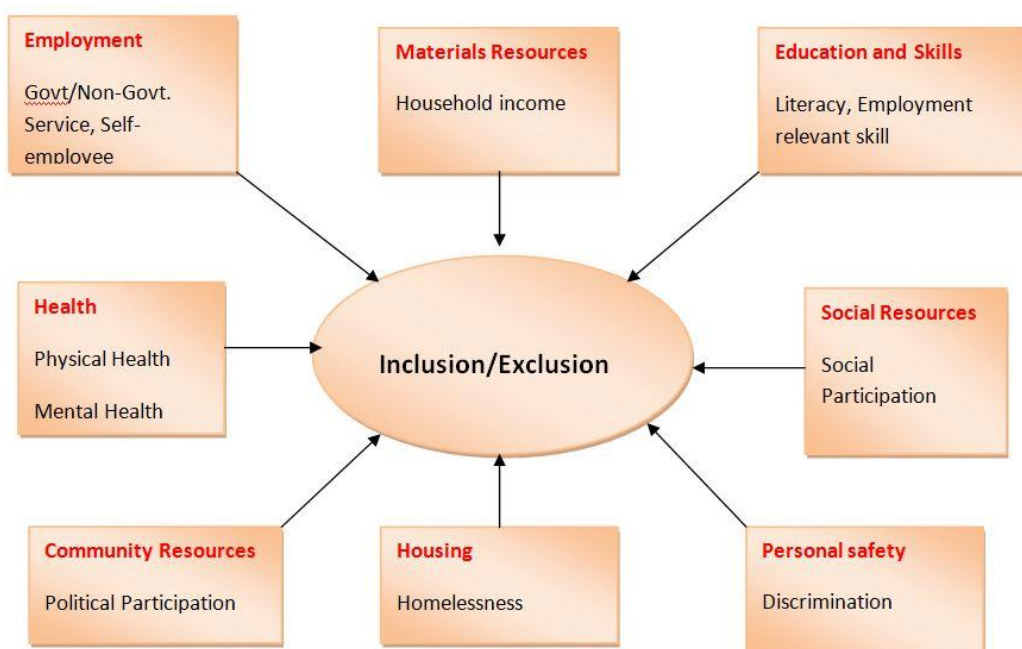 Employment
Govt/Non-Govt.
Service, Self-
employee
Materials Resources
Household income
Education and Skills
Literacy, Employment
relevant skill
Health
Physical Health
Mental Health
Inclusion/Exclusion
Social Resources
Social
Participation
Community Resources
Political Participation
Housing
Homelessness
Personal safety
Discrimination